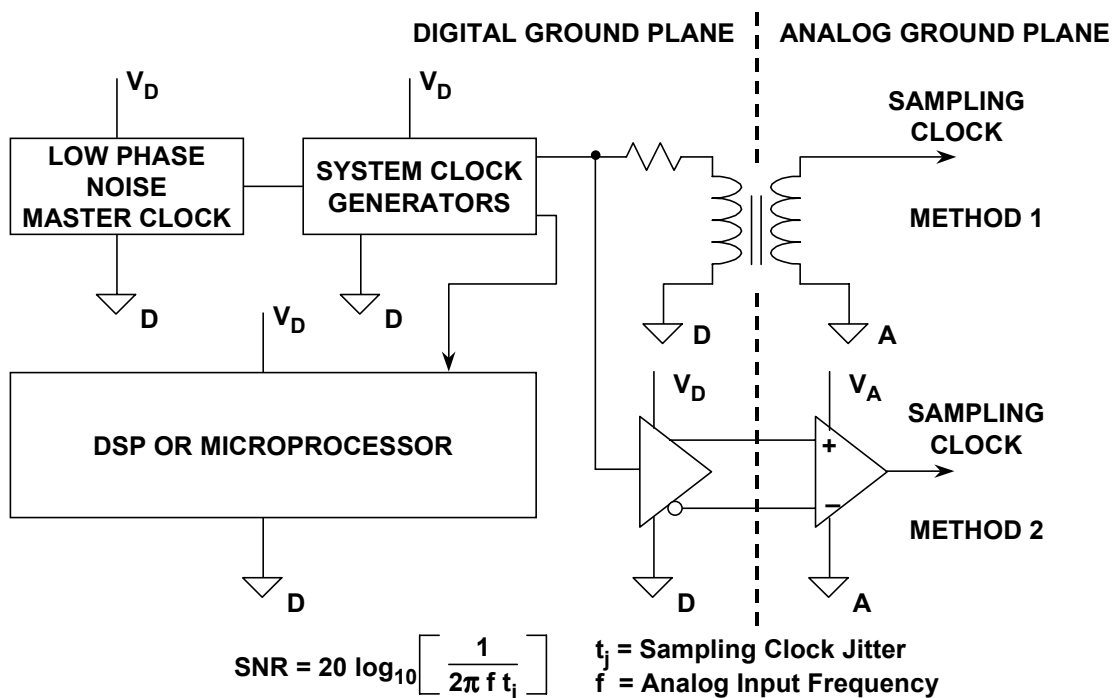 DIGITAL GROUND PLANE
ANALOG GROUND PLANE
V_D
V_D
LOW PHASE
NOISE
MASTER CLOCK
SYSTEM CLOCK
GENERATORS
SAMPLING
CLOCK
METHOD 1
D
D
D
A
V_D
DSP OR MICROPROCESSOR
V_D
V_A
+
−
SAMPLING
CLOCK
METHOD 2
D
D
A
SNR = 20 log₁₀[1 / 2π f t_j]
t_j = Sampling Clock Jitter
f = Analog Input Frequency